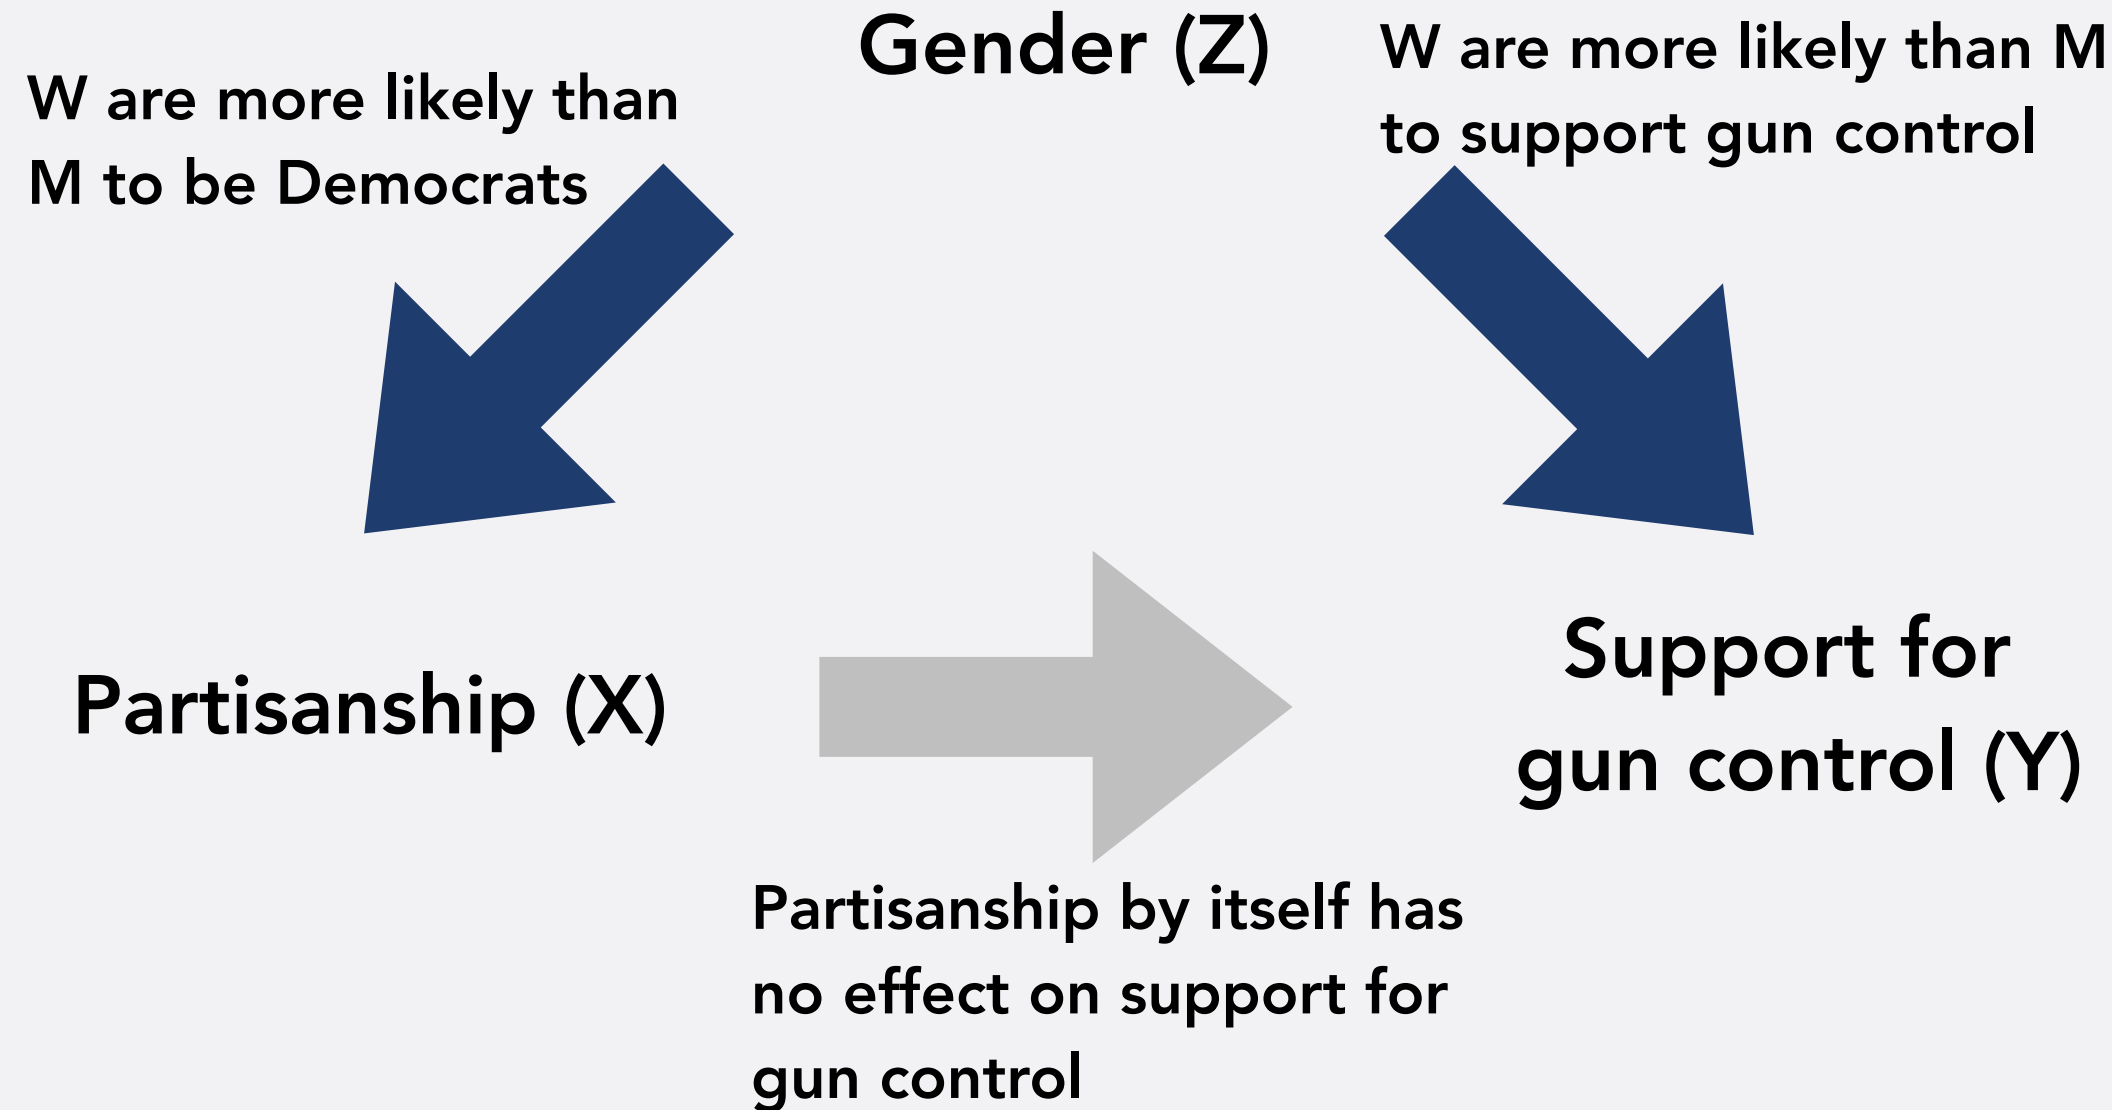 Gender (Z)
W are more likely than
M to be Democrats
W are more likely than M
to support gun control
Partisanship (X)
Support for
gun control (Y)
Partisanship by itself has
no effect on support for
gun control